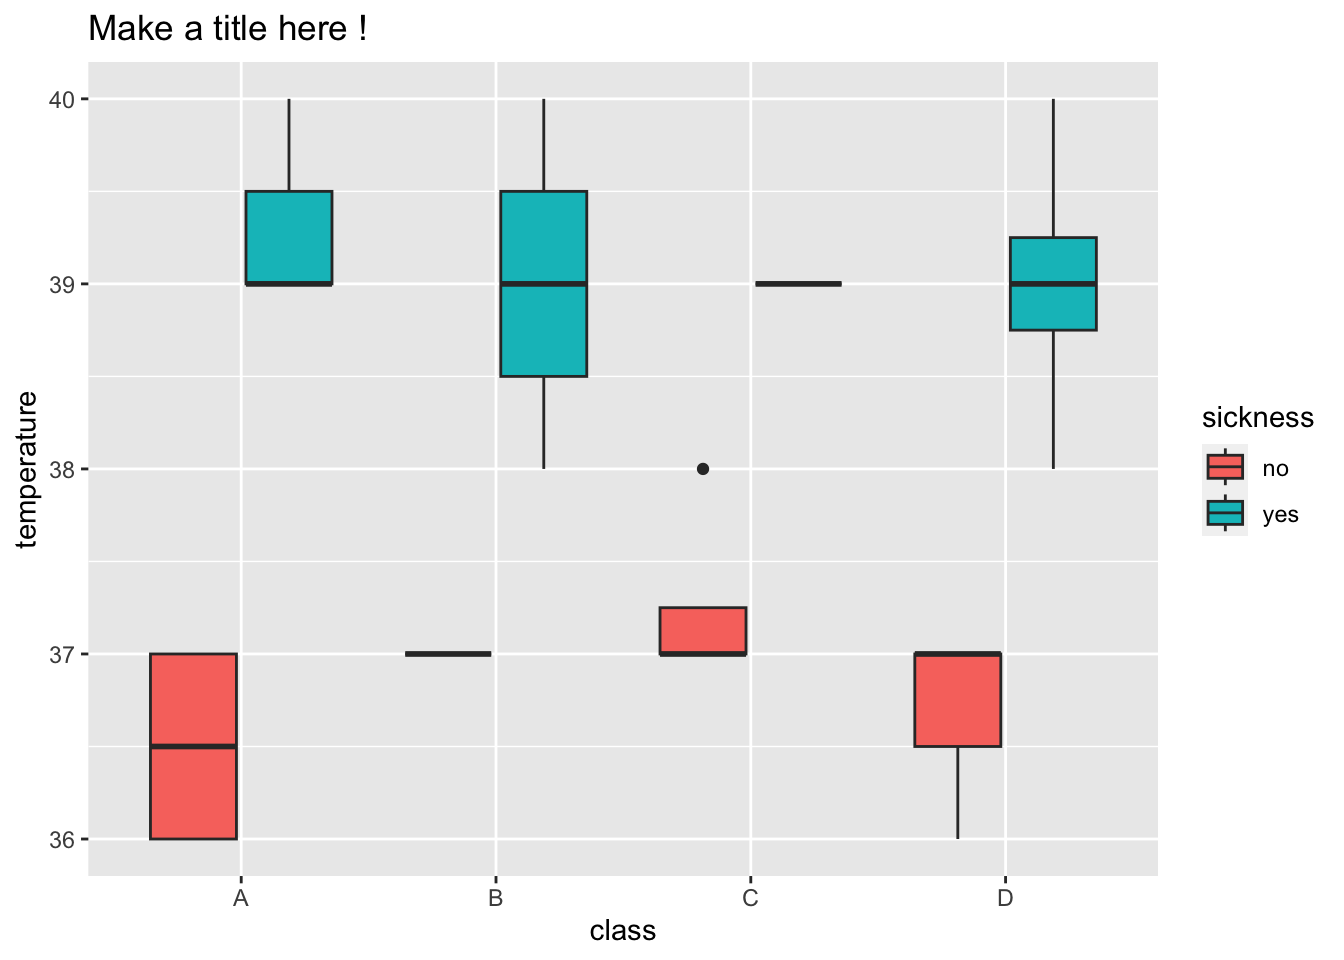 Make a title here !
40
39
38
37
36
temperature
A
B
C
D
class
sickness
no
yes